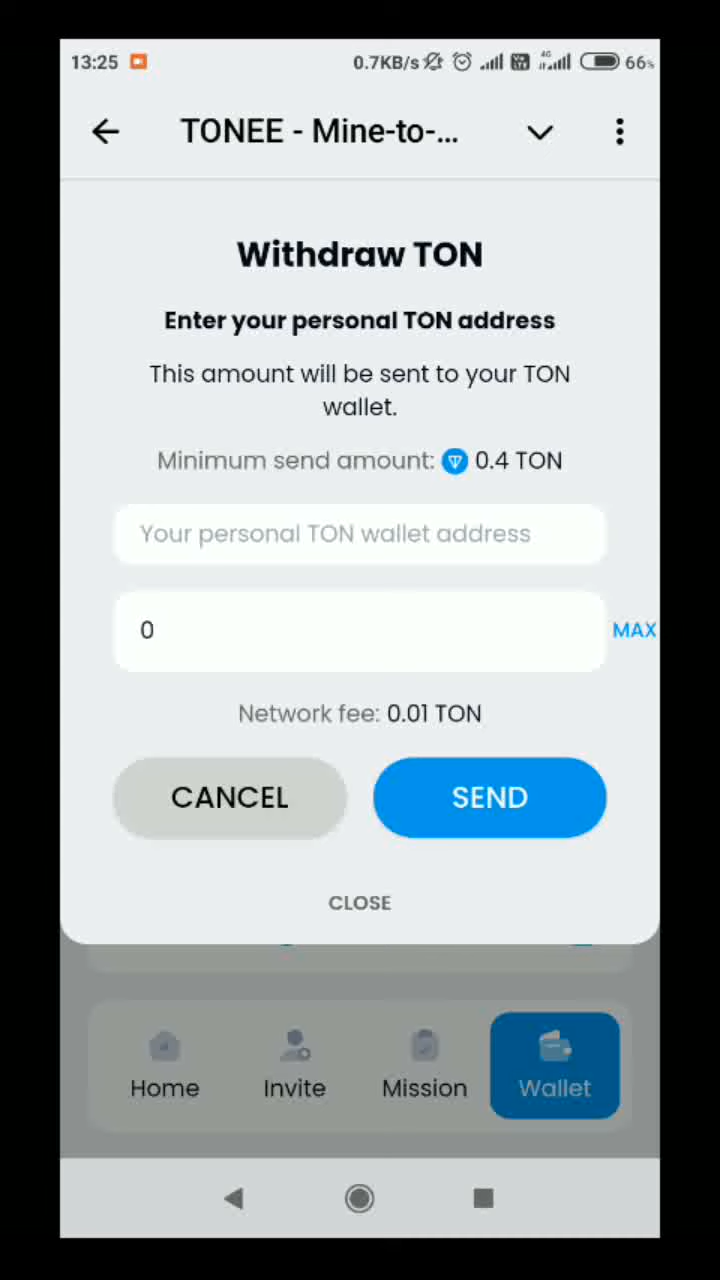 13:25 0.7KB/s 4G 66%
TONEE - Mine-to-...
Withdraw TON
Enter your personal TON address
This amount will be sent to your TON
wallet.
Minimum send amount: 0.4 TON
Your personal TON wallet address
0 MAX
Network fee: 0.01 TON
CANCEL SEND
CLOSE
Home Invite Mission Wallet